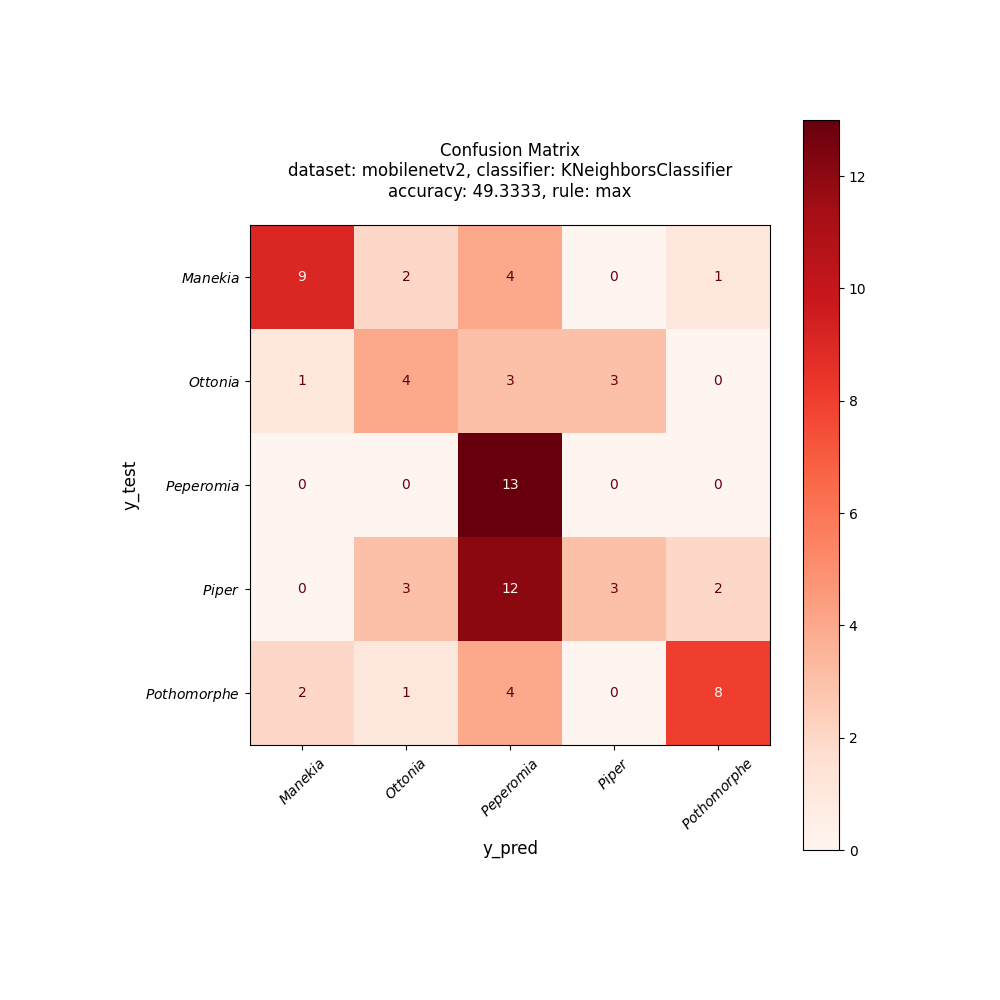 Confusion Matrix
dataset: mobilenetv2, classifier: KNeighborsClassifier
accuracy: 49.3333, rule: max
y_test
Manekia 9 2 4 0 1
Ottonia 1 4 3 3 0
Peperomia 0 0 13 0 0
Piper 0 3 12 3 2
Pothomorphe 2 1 4 0 8
Manekia Ottonia Peperomia Piper Pothomorphe
y_pred
12
10
8
6
4
2
0